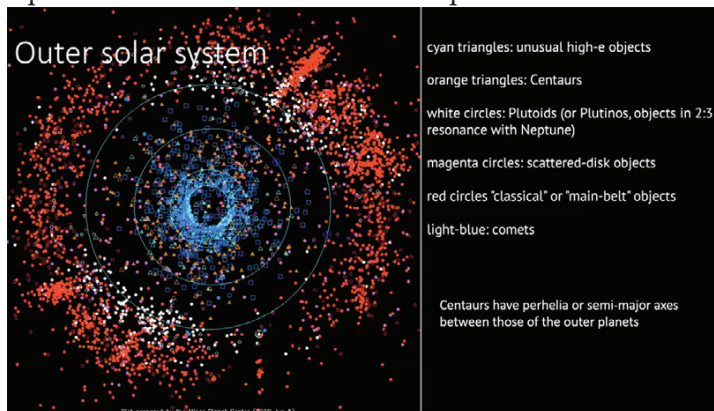 Outer solar system
cyan triangles: unusual high-e objects
orange triangles: Centaurs
white circles: Plutoids (or Plutinos, objects in 2:3
resonance with Neptune)
magenta circles: scattered-disk objects
red circles "classical" or "main-belt" objects
light-blue: comets
Centaurs have perhelia or semi-major axes
between those of the outer planets